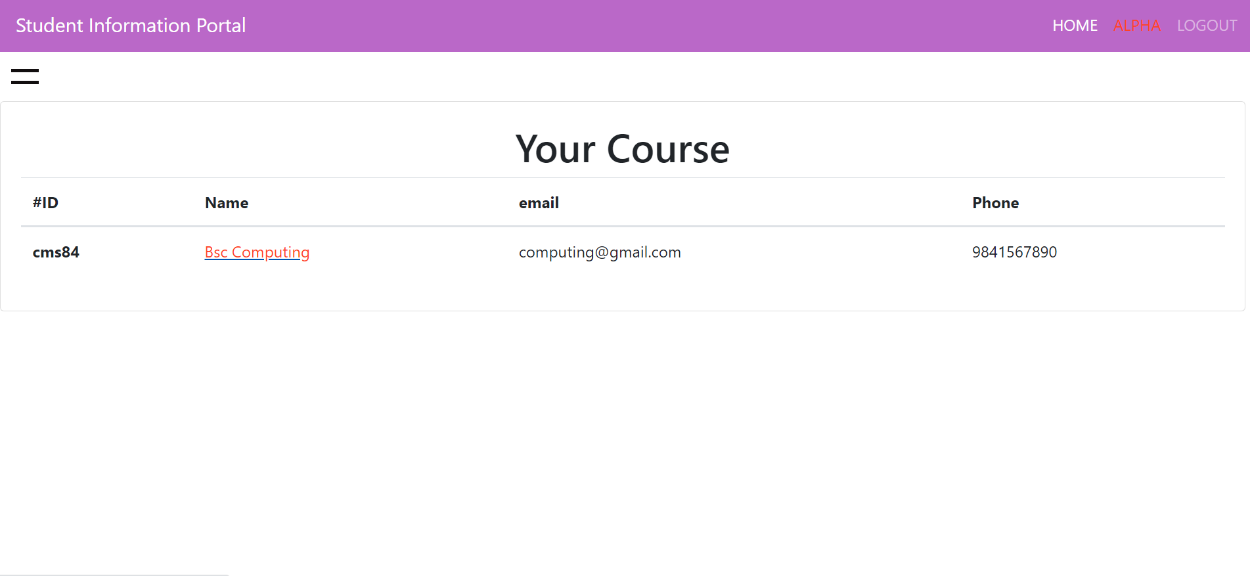 Student Information Portal HOME ALPHA LOGOUT
Your Course
#ID Name email Phone
cms84 Bsc Computing computing@gmail.com 9841567890